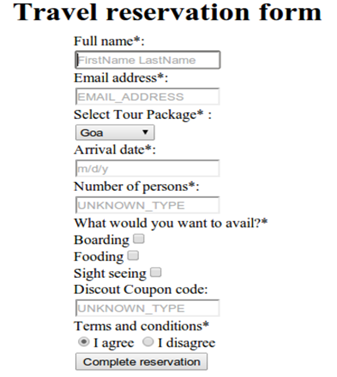 Travel reservation form
Full name*:
FirstName LastName
Email address*:
EMAIL_ADDRESS
Select Tour Package* :
Goa
Arrival date*:
m/d/y
Number of persons*:
UNKNOWN_TYPE
What would you want to avail?*
Boarding
Fooding
Sight seeing
Discout Coupon code:
UNKNOWN_TYPE
Terms and conditions*
I agree I disagree
Complete reservation